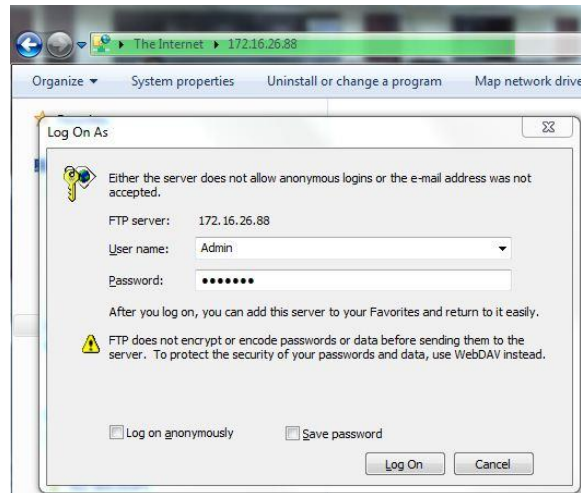 The Internet 172.16.26.88
Organize System properties Uninstall or change a program Map network drive
Log On As
Either the server does not allow anonymous logins or the e-mail address was not
accepted.
FTP server: 172.16.26.88
User name: Admin
Password: •••••••
After you log on, you can add this server to your Favorites and return to it easily.
FTP does not encrypt or encode passwords or data before sending them to the
server. To protect the security of your passwords and data, use WebDAV instead.
Log on anonymously Save password
Log On Cancel